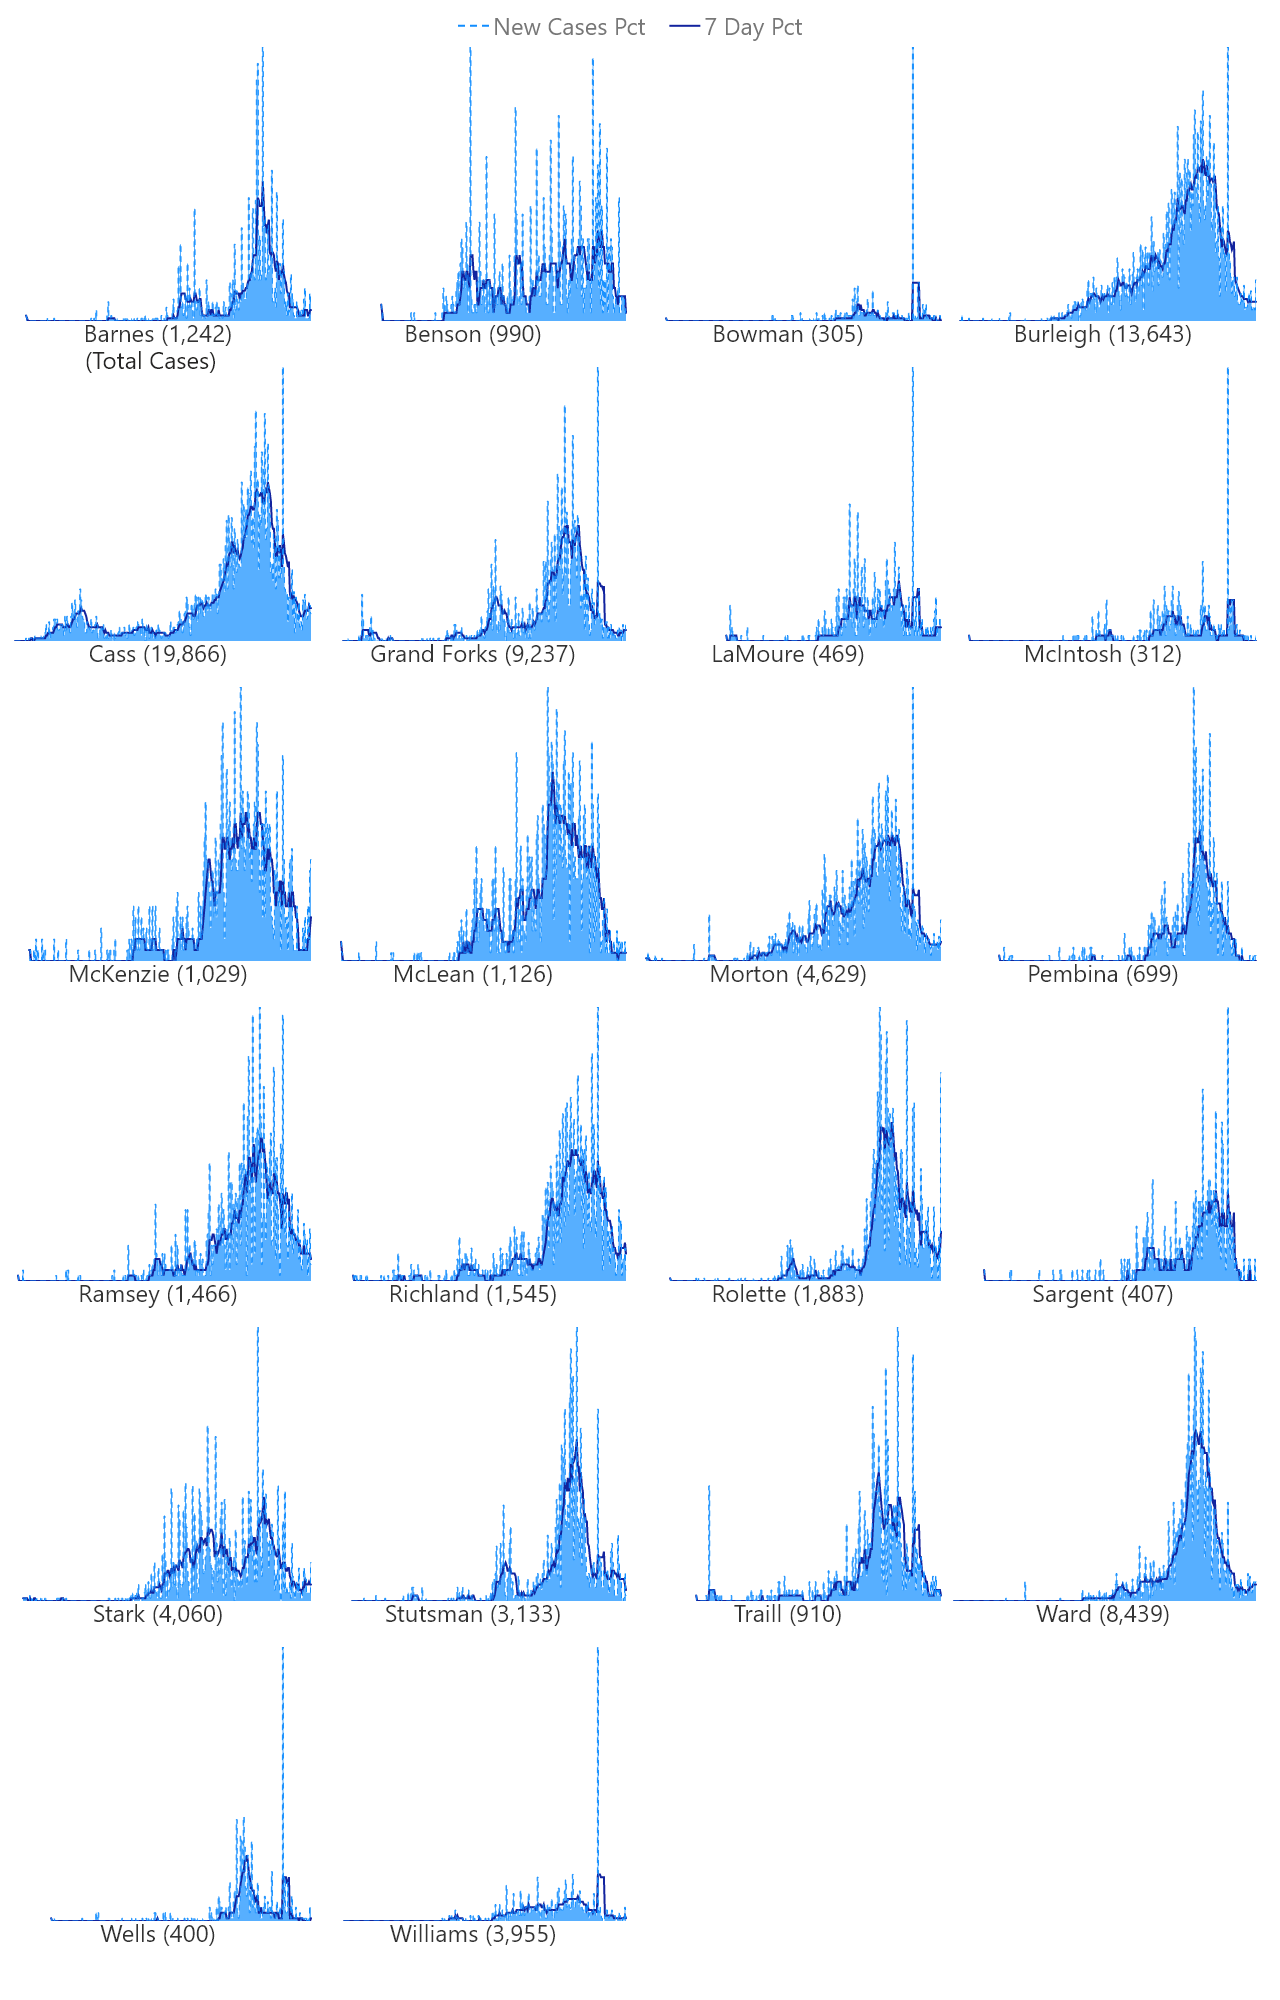 New Cases Pct 7 Day Pct
Barnes (1,242) Benson (990) Bowman (305) Burleigh (13,643)
(Total Cases)
Cass (19,866) Grand Forks (9,237) LaMoure (469) McIntosh (312)
McKenzie (1,029) McLean (1,126) Morton (4,629) Pembina (699)
Ramsey (1,466) Richland (1,545) Rolette (1,883) Sargent (407)
Stark (4,060) Stutsman (3,133) Traill (910) Ward (8,439)
Wells (400) Williams (3,955)